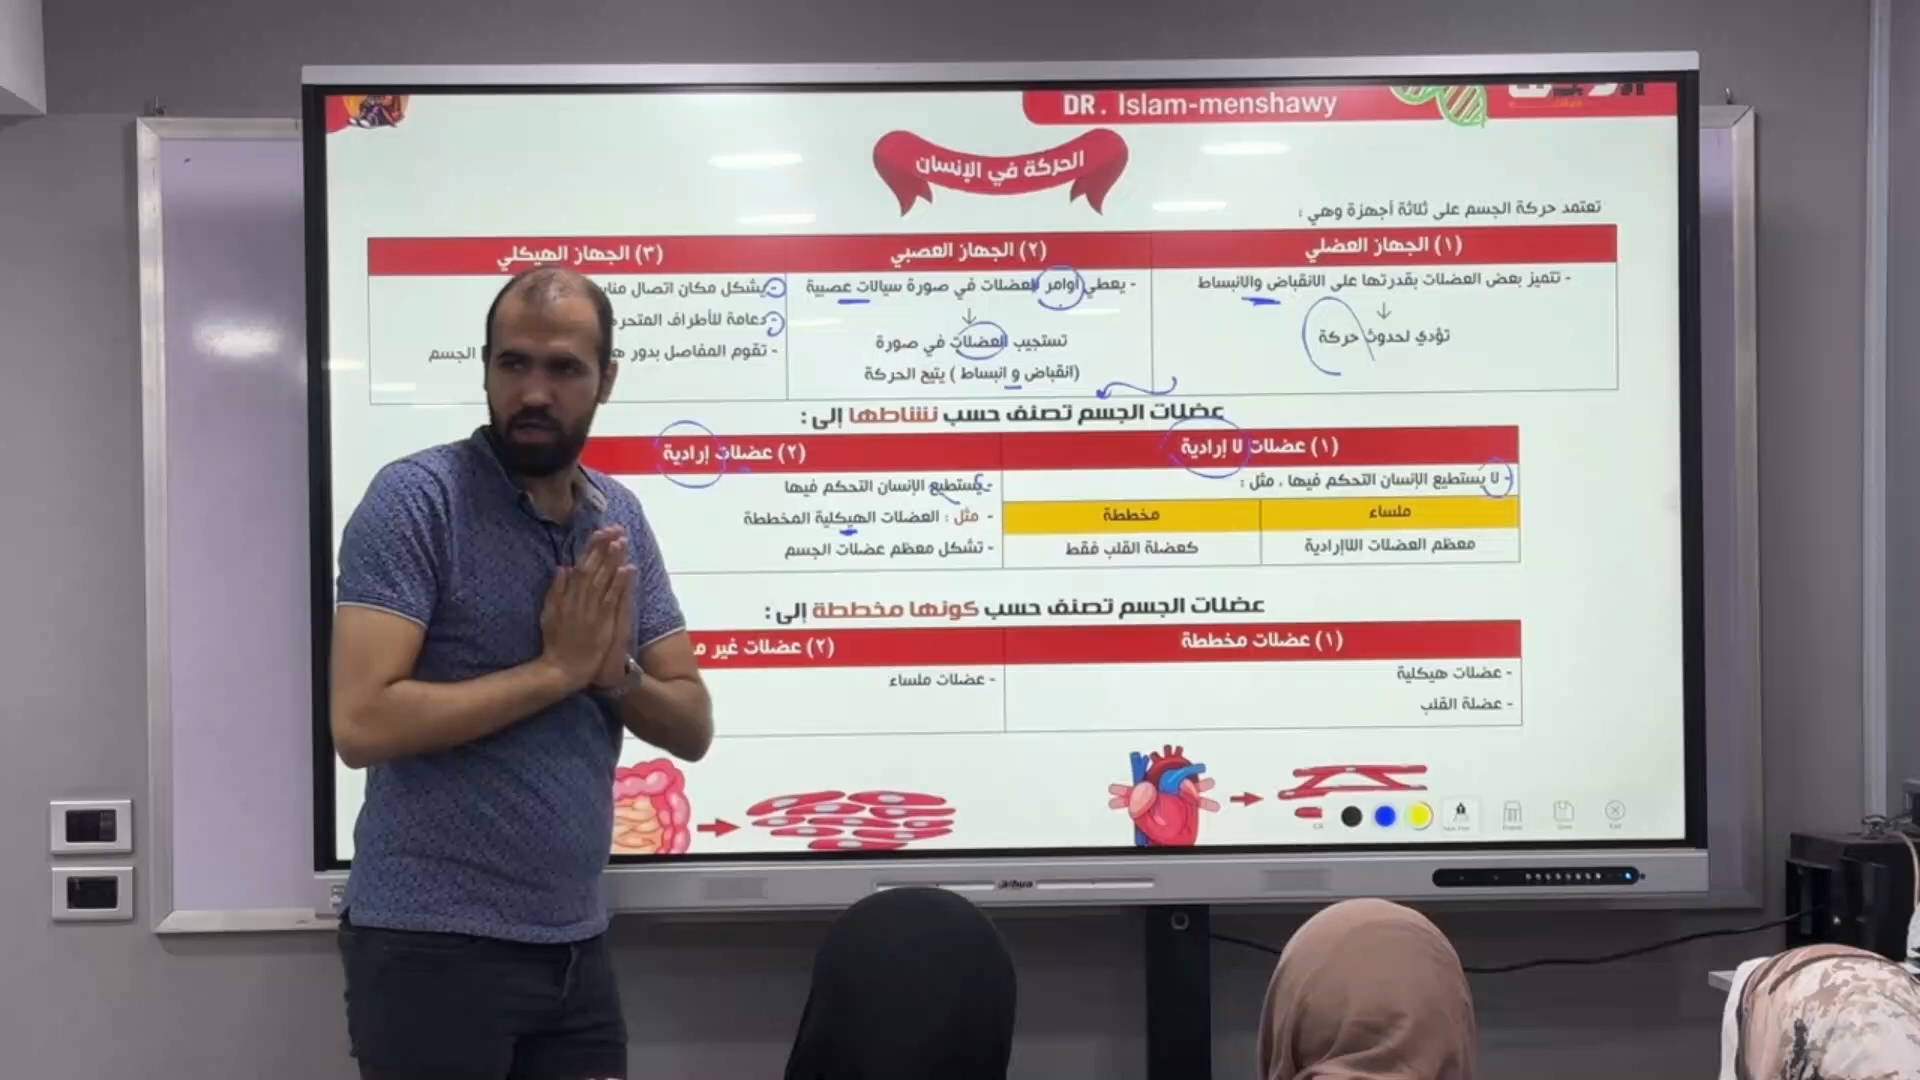 DR. Islam-menshawy
الحركة في الإنسان
تعتمد حركة الجسم على ثلاثة أجهزة وهي :
(١) الجهاز العضلي
- تتميز بعض العضلات بقدرتها على الانقباض والانبساط
↓
تؤدي لحدوث حركة
(٢) الجهاز العصبي
- يعطي أوامر للعضلات في صورة سيالات عصبية
↓
تستجيب العضلات في صورة
(انقباض و انبساط ) يتيح الحركة
(٣) الجهاز الهيكلي
- يشكل مكان اتصال
- دعامة للأطراف
- تقوم المفاصل بدور الجسم
عضلات الجسم تصنف حسب نشاطها إلى :
(١) عضلات لا إرادية
- لا يستطيع الإنسان التحكم فيها ، مثل :
ملساء
مخططة
معظم العضلات اللاإرادية
كعضلة القلب فقط
(٢) عضلات إرادية
- يستطيع الإنسان التحكم فيها
- مثل : العضلات الهيكلية المخططة
- تشكل معظم عضلات الجسم
عضلات الجسم تصنف حسب كونها مخططة إلى :
(١) عضلات مخططة
- عضلات هيكلية
- عضلة القلب
(٢) عضلات غير
- عضلات ملساء
alhua